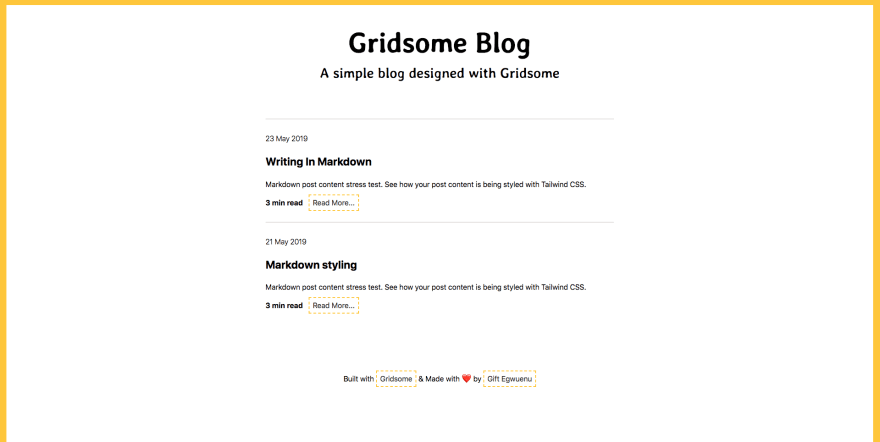 Gridsome Blog
A simple blog designed with Gridsome
23 May 2019
Writing In Markdown
Markdown post content stress test. See how your post content is being styled with Tailwind CSS.
3 min read Read More...
21 May 2019
Markdown styling
Markdown post content stress test. See how your post content is being styled with Tailwind CSS.
3 min read Read More...
Built with Gridsome & Made with ❤️ by Gift Egwuenu